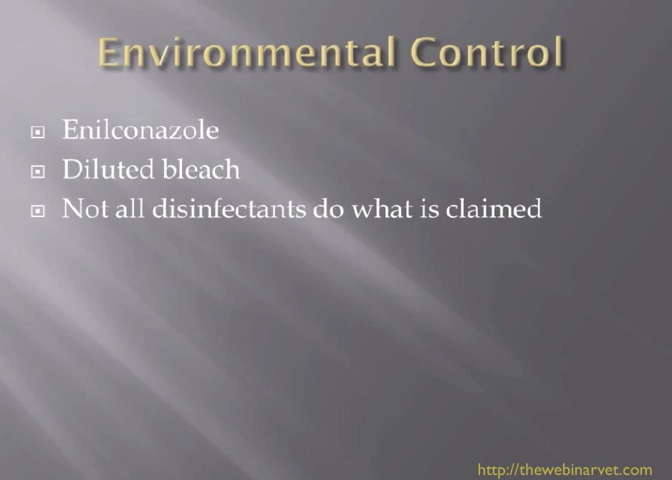 Environmental Control
Enilconazole
Diluted bleach
Not all disinfectants do what is claimed
http://thewebinarvet.com